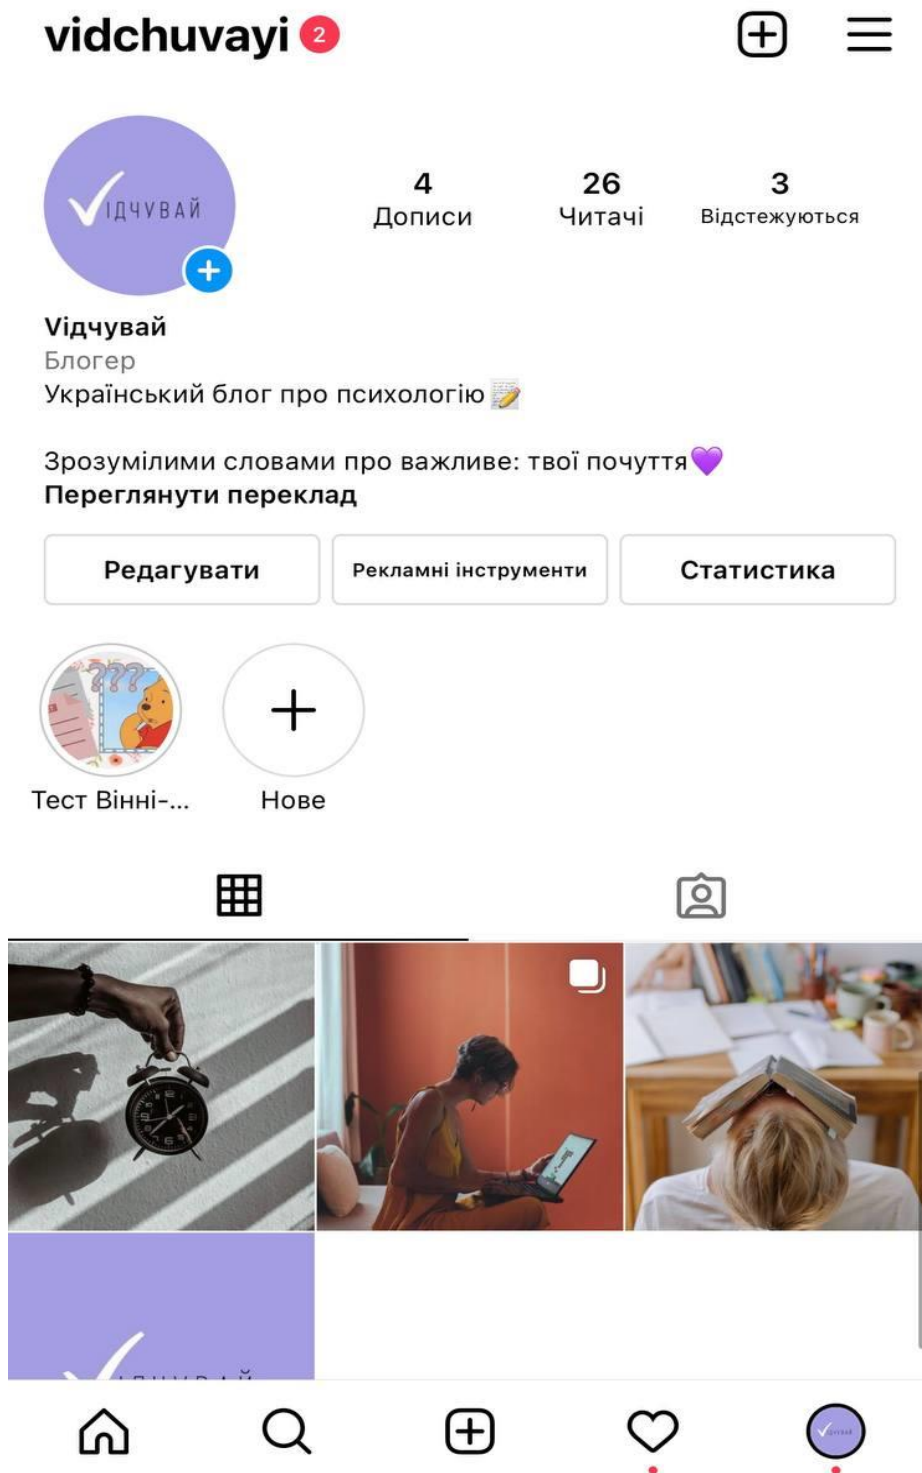 vidchuvayi 2
ІДЧУВАЙ
4 26 3
Дописи Читачі Відстежуються
Vідчувай
Блогер
Український блог про психологію
Зрозумілими словами про важливе: твої почуття
Переглянути переклад
Редагувати Рекламні інструменти Статистика
???
Тест Вінні-... Нове